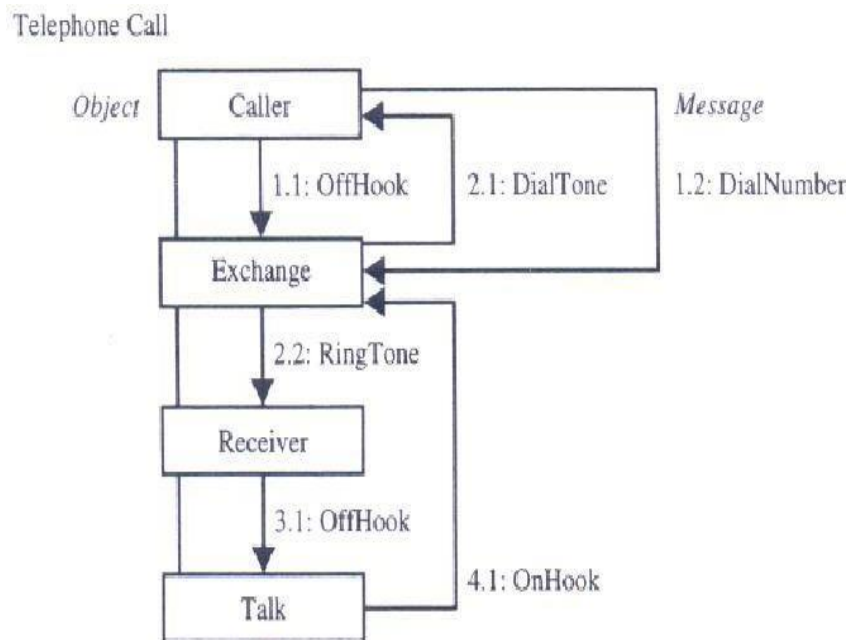 Telephone Call
Object
Caller
Message
1.1: OffHook
2.1: DialTone
1.2: DialNumber
Exchange
2.2: RingTone
Receiver
3.1: OffHook
4.1: OnHook
Talk